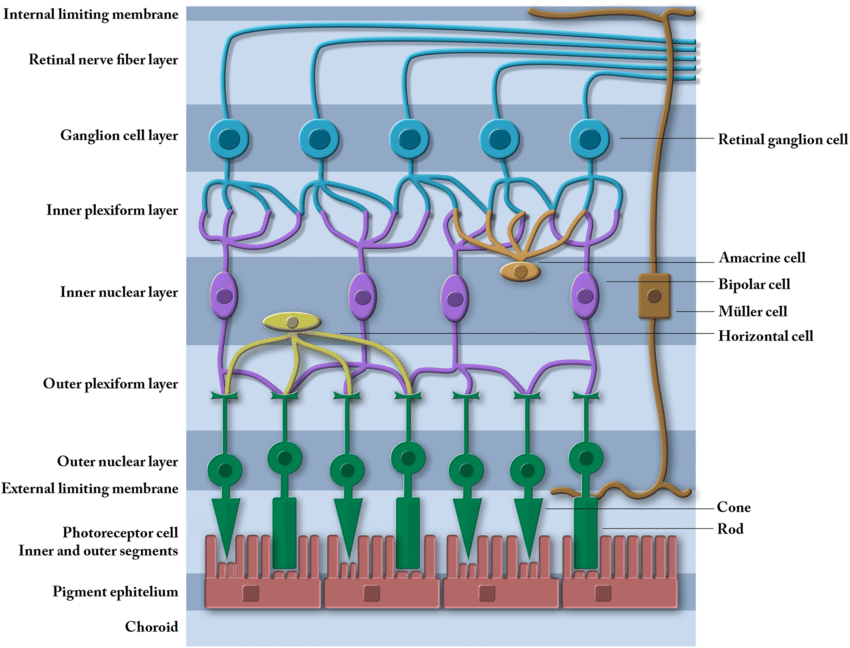 Internal limiting membrane
Retinal nerve fiber layer
Ganglion cell layer
Retinal ganglion cell
Inner plexiform layer
Amacrine cell
Bipolar cell
Inner nuclear layer
Müller cell
Horizontal cell
Outer plexiform layer
Outer nuclear layer
External limiting membrane
Cone
Rod
Photoreceptor cell
Inner and outer segments
Pigment ephitelium
Choroid